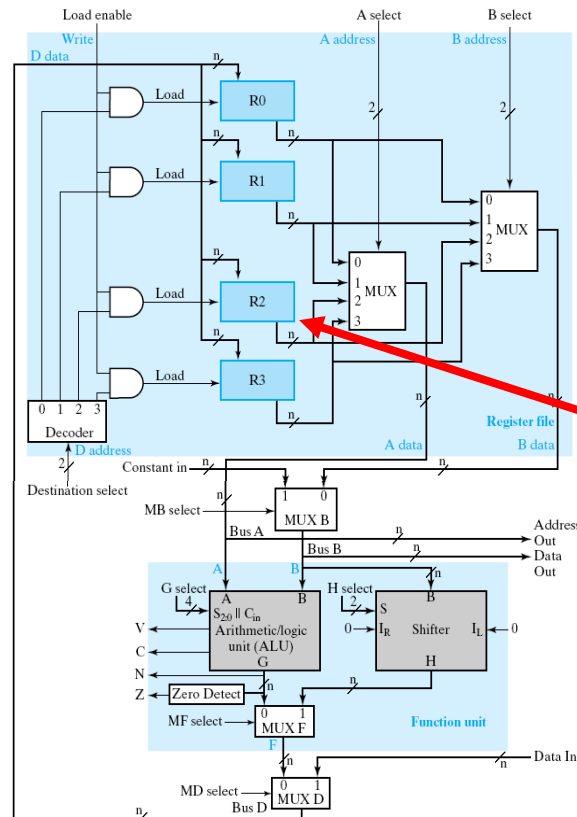 Load enable
A select
B select
Write
A address
B address
D data
Load
n
R0
2
2
n
n
Load
R1
0
1
2
3
MUX
n
n
0
1
2
3
MUX
Load
R2
n
n
Load
R3
0 1 2 3
Decoder
n
n
n
Register file
D address
A data
B data
2
Constant in
n
n
Destination select
n
1 0
MB select
MUX B
Bus A
n
Address
Out
Bus B
n
Data
Out
n
A
B
G select
A
B
H select
B
4
2
S2:0 || Cin
S
V
Arithmetic/logic
unit (ALU)
0
IR
Shifter
IL
0
C
G
H
N
n
n
Z
Zero Detect
0 1
MF select
MUX F
Function unit
F
n
n
Data In
0 1
MD select
MUX D
n
Bus D